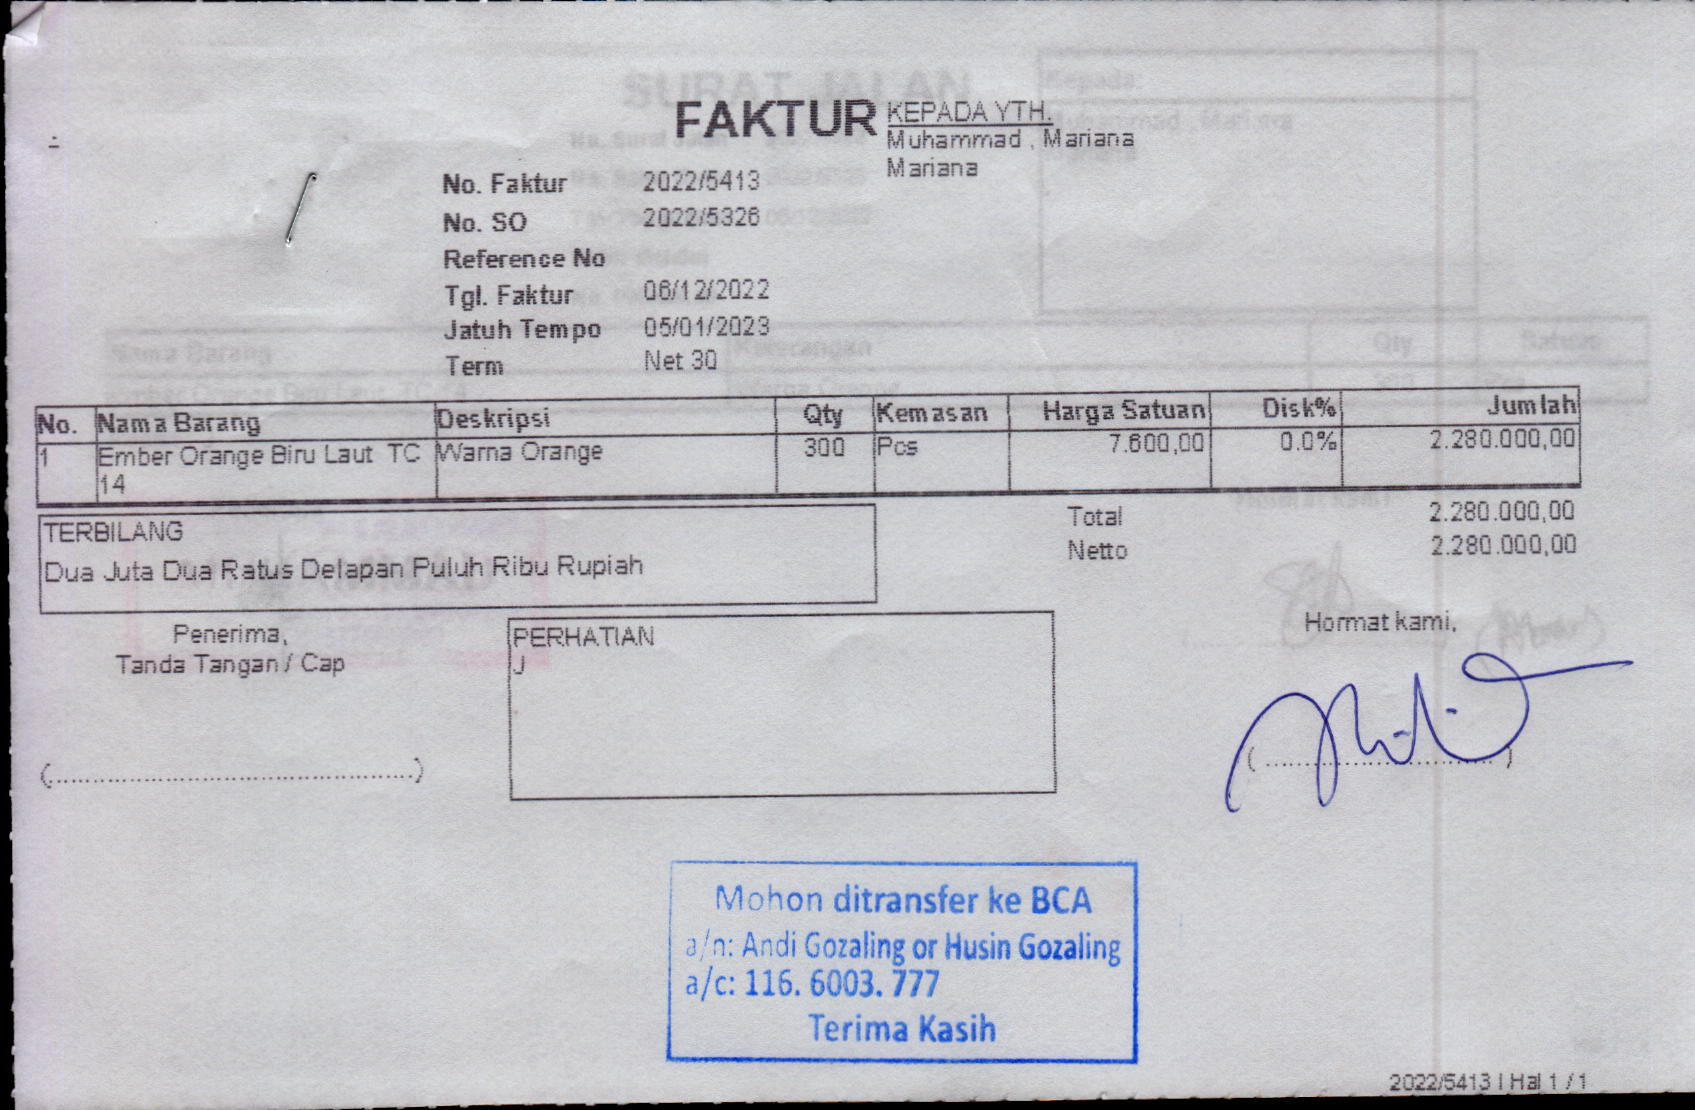 FAKTUR
KEPADA YTH.
Muhammad , Mariana
Mariana
No. Faktur 2022/5413
No. SO 2022/5326
Reference No
Tgl. Faktur 06/12/2022
Jatuh Tempo 05/01/2023
Term Net 30
No. Nama Barang Deskripsi Qty Kemasan Harga Satuan Disk% Jumlah
1 Ember Orange Biru Laut TC Warna Orange 300 Pcs 7.600,00 0.0% 2.280.000,00
14
TERBILANG
Dua Juta Dua Ratus Delapan Puluh Ribu Rupiah
Total 2.280.000,00
Netto 2.280.000,00
Penerima,
Tanda Tangan / Cap
PERHATIAN
J
Hormat kami,
Mohon ditransfer ke BCA
a/n: Andi Gozaling or Husin Gozaling
a/c: 116. 6003. 777
Terima Kasih
2022/5413 | Hal 1 / 1